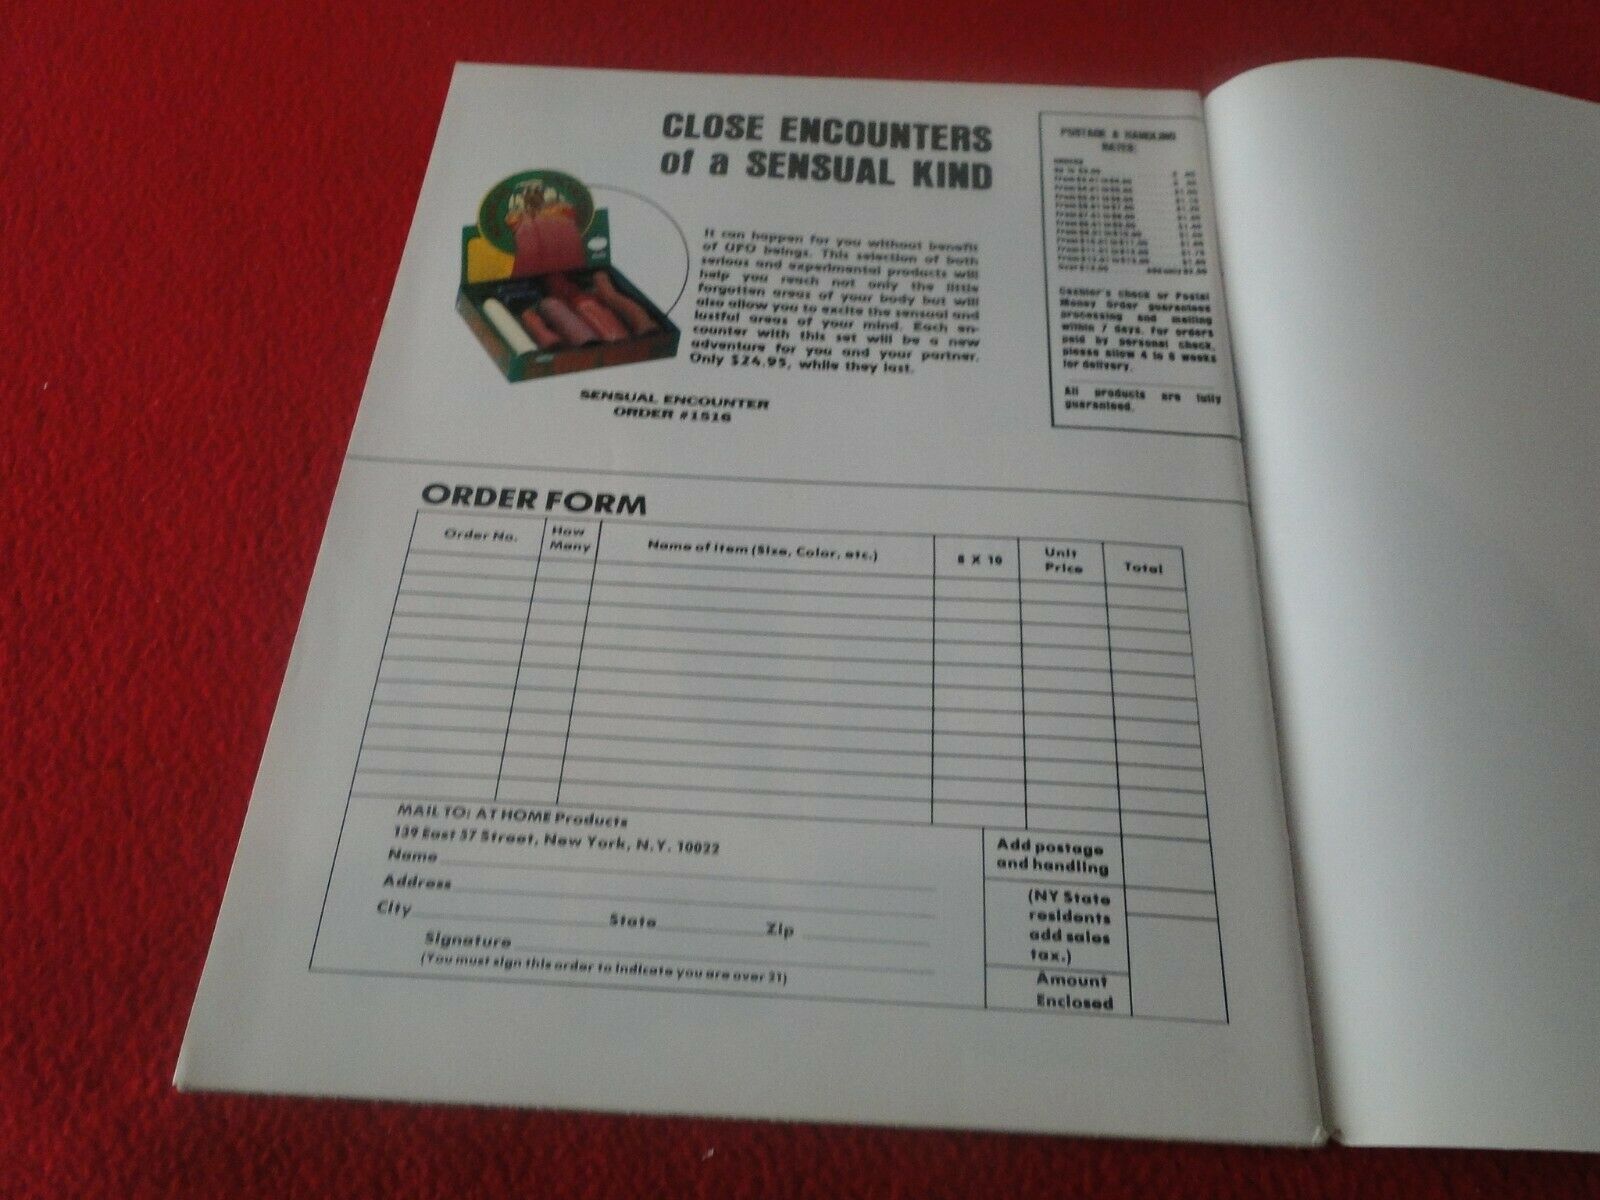 CLOSE ENCOUNTERS
of a SENSUAL KIND
It can happen for you without benefit
of UFO beings. This selection of both
serious and experimental products will
help you reach not only the little
forgotten areas of your body but will
also allow you to excite the sensual and
lustful areas of your mind. Each en-
counter with this set will be a new
adventure for you and your partner.
Only $24.95, while they last.
SENSUAL ENCOUNTER
ORDER #1516
POSTAGE & HANDLING
RATES:
Cashier's check or Postal
Money Order guarantees
processing and mailing
within 7 days. For orders
paid by personal check,
please allow 4 to 6 weeks
for delivery.
All products are fully
guaranteed.
ORDER FORM
Order No.
How
Many
Name of Item (Size, Color, etc.)
8 X 10
Unit
Price
Total
MAIL TO: AT HOME Products
139 East 57 Street, New York, N.Y. 10022
Name
Address
City State Zip
Signature
(You must sign this order to indicate you are over 21)
Add postage
and handling
(NY State
residents
add sales
tax.)
Amount
Enclosed